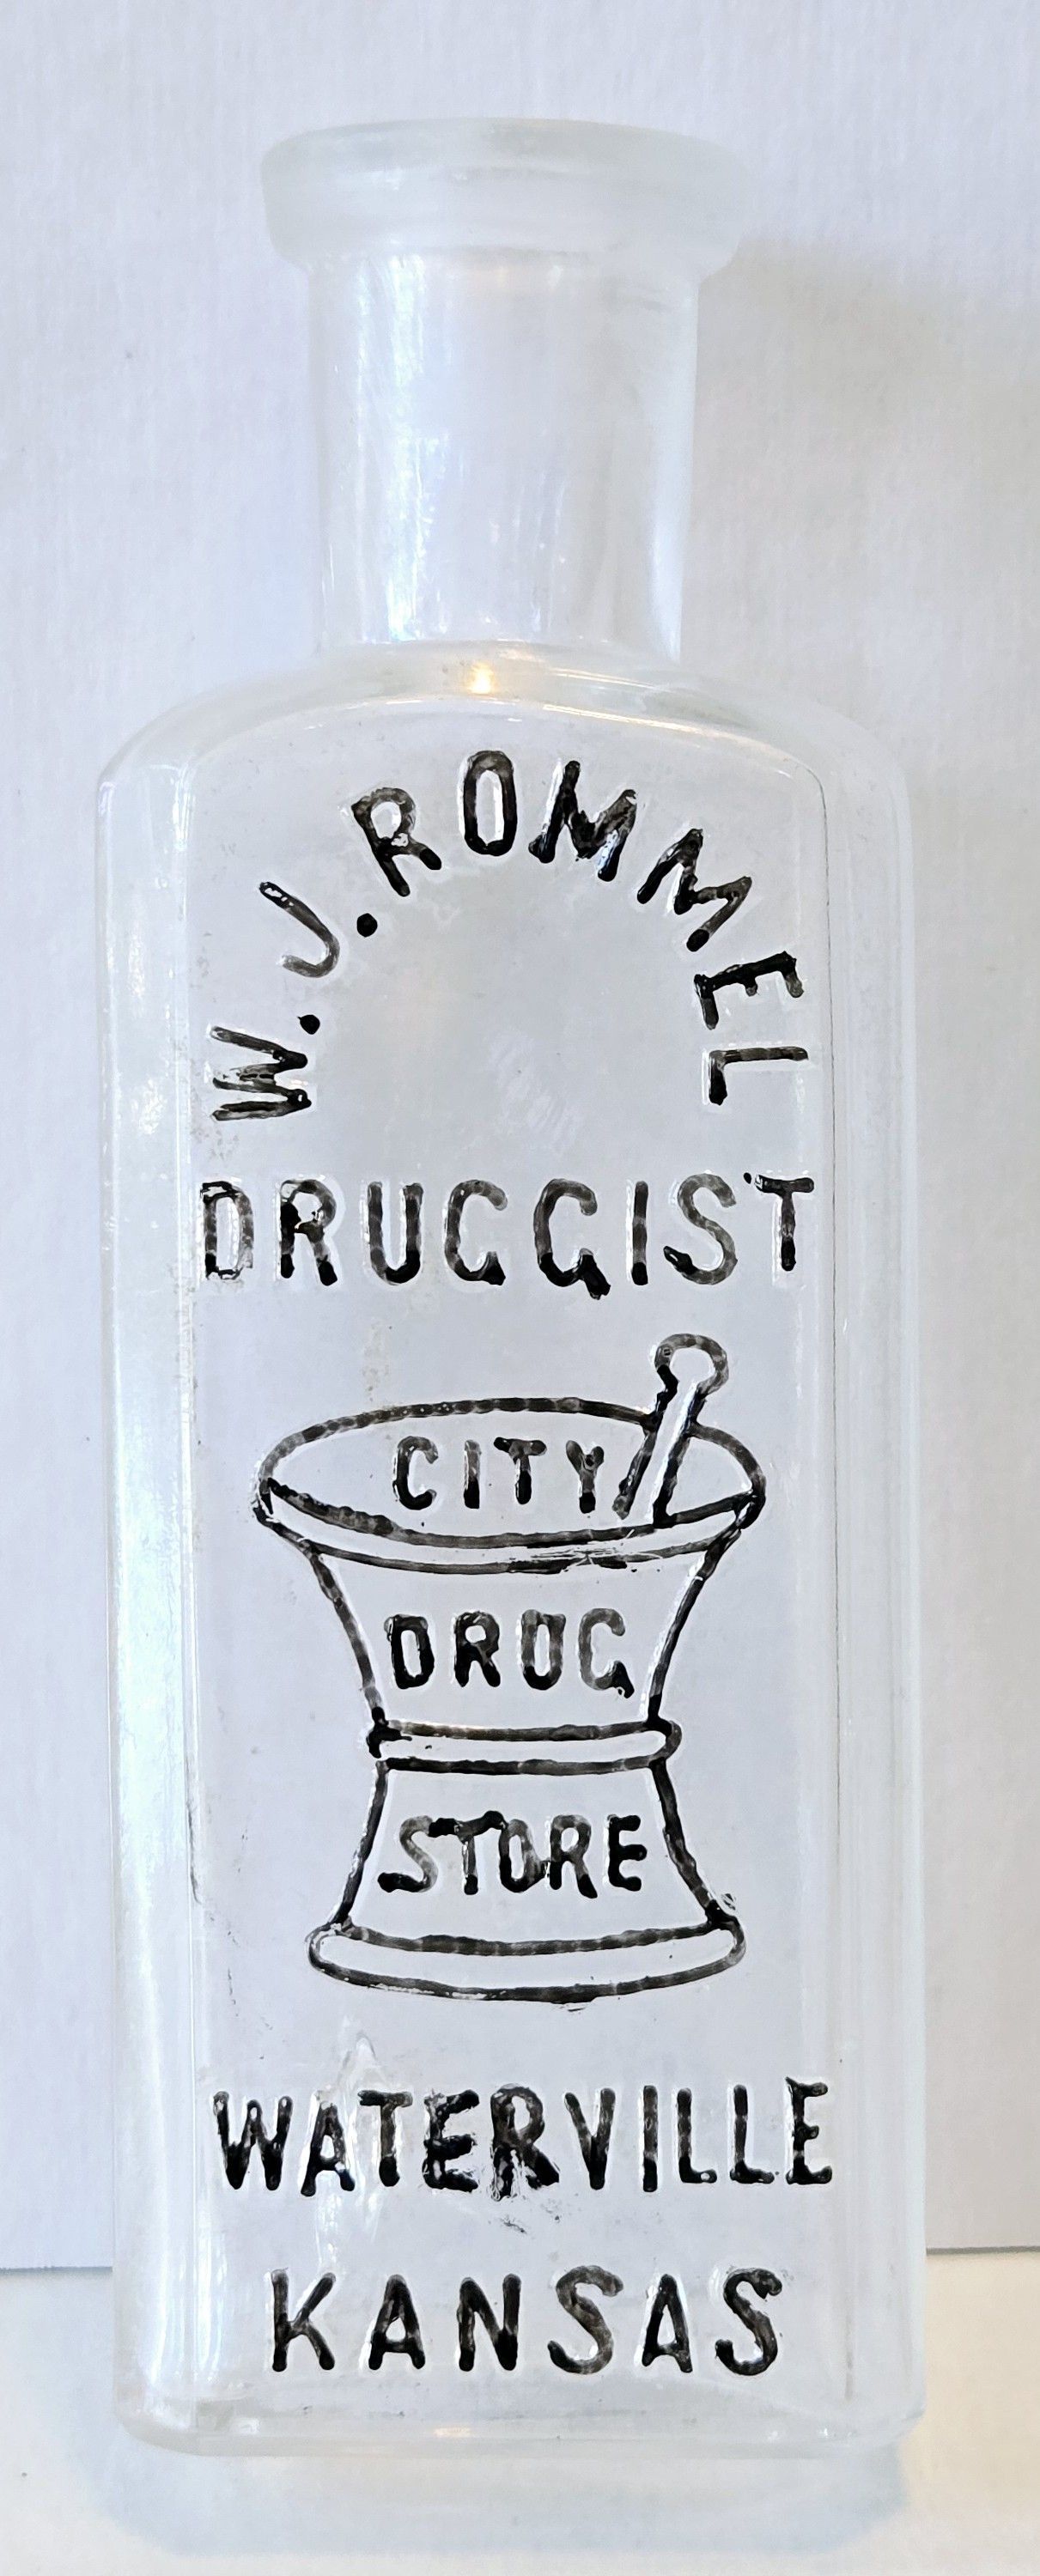 W. J. ROMMEL
DRUGGIST
CITY
DRUG
STORE
WATERVILLE
KANSAS